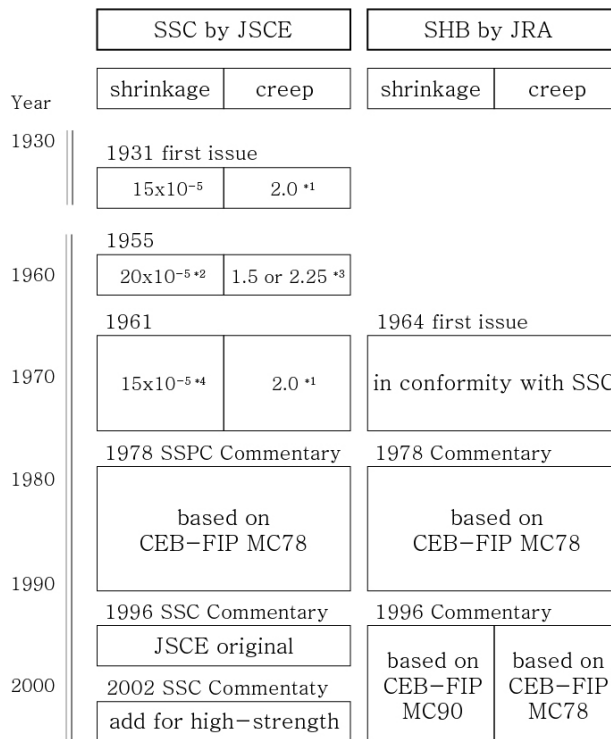 SSC by JSCE SHB by JRA
shrinkage creep shrinkage creep
Year
1930
1931 first issue
15x10⁻⁵ 2.0 *1
1955
1960 20x10⁻⁵ *2 1.5 or 2.25 *3
1961 1964 first issue
1970 15x10⁻⁵ *4 2.0 *1 in conformity with SSC
1978 SSPC Commentary 1978 Commentary
1980
based on based on
CEB-FIP MC78 CEB-FIP MC78
1990
1996 SSC Commentary 1996 Commentary
JSCE original
based on based on
2000 2002 SSC Commentaty CEB-FIP CEB-FIP
add for high-strength MC90 MC78